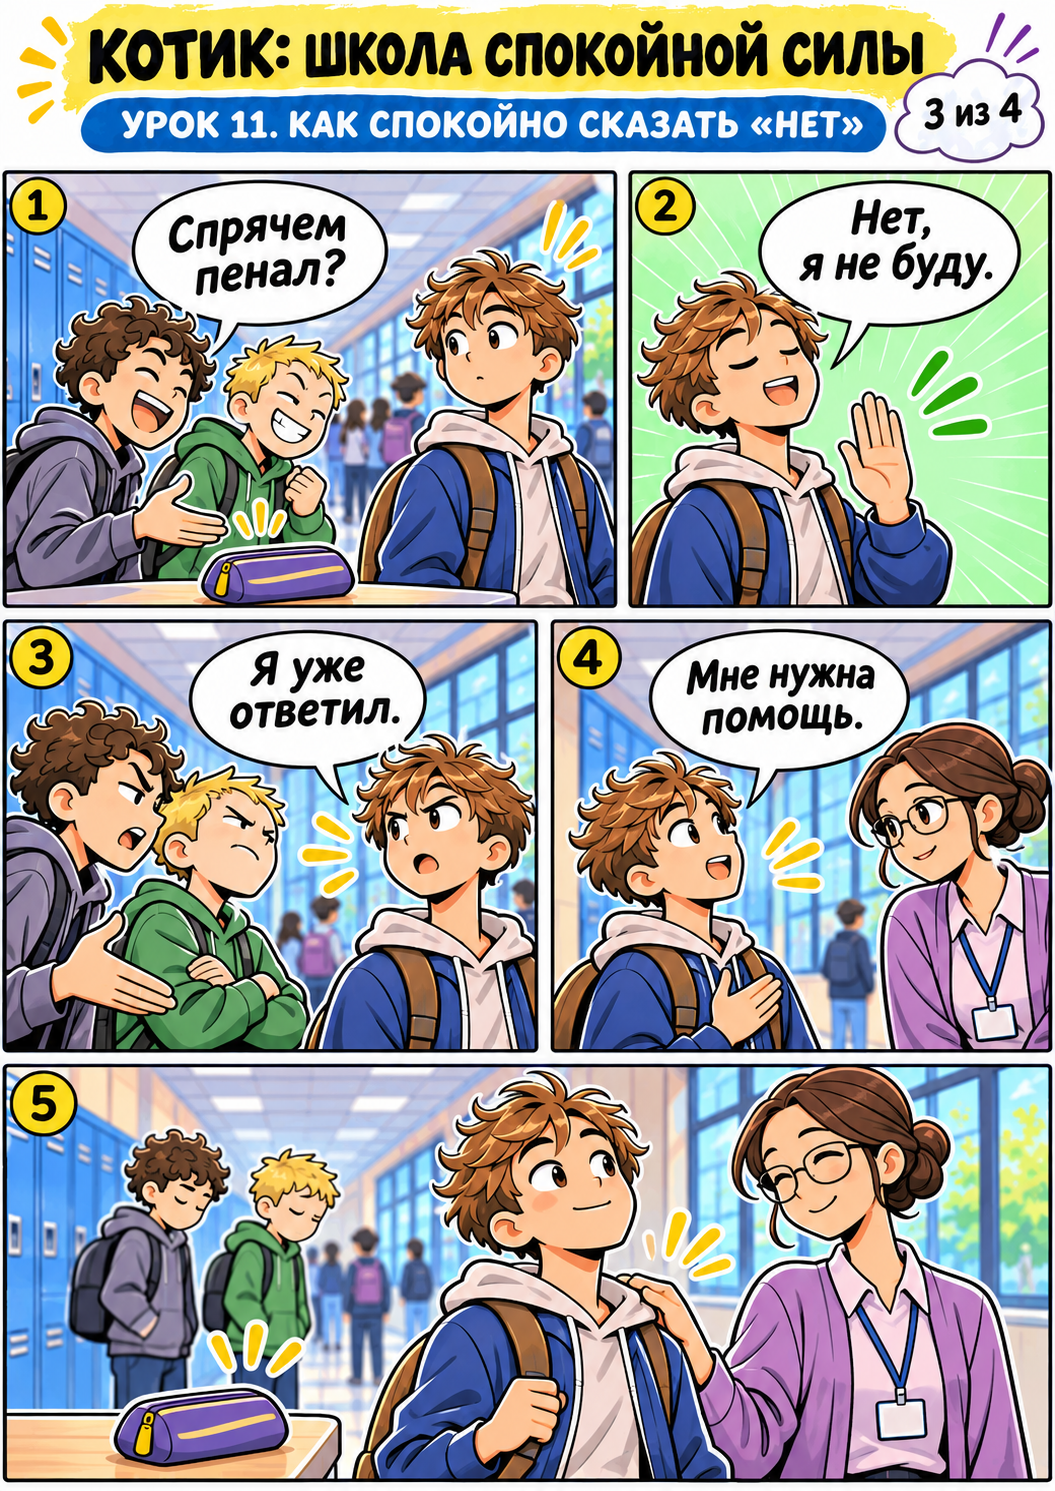 КОТИК: ШКОЛА СПОКОЙНОЙ СИЛЫ
УРОК 11. КАК СПОКОЙНО СКАЗАТЬ «НЕТ»
3 из 4
1
Спрячем
пенал?
2
Нет,
я не буду.
3
Я уже
ответил.
4
Мне нужна
помощь.
5